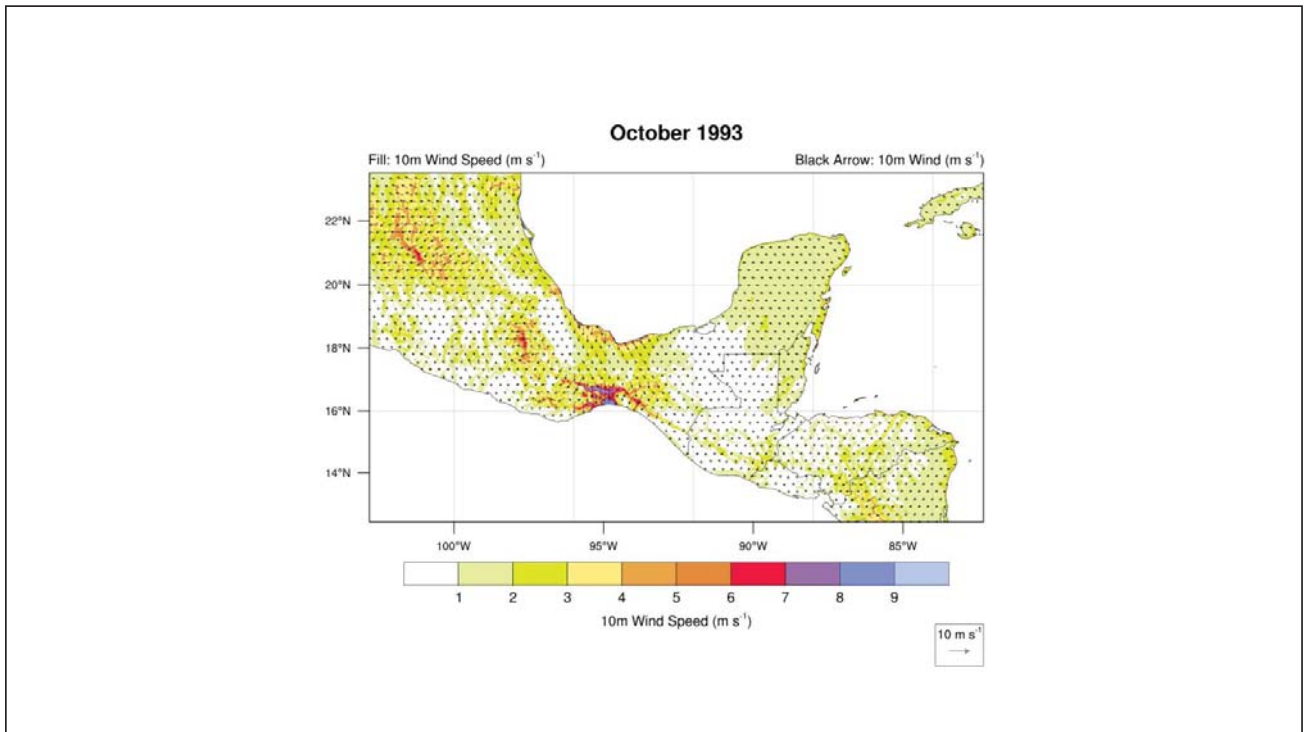 October 1993
Fill: 10m Wind Speed (m s⁻¹) Black Arrow: 10m Wind (m s⁻¹)
22°N
20°N
18°N
16°N
14°N
100°W 95°W 90°W 85°W
1 2 3 4 5 6 7 8 9
10m Wind Speed (m s⁻¹)
10 m s⁻¹